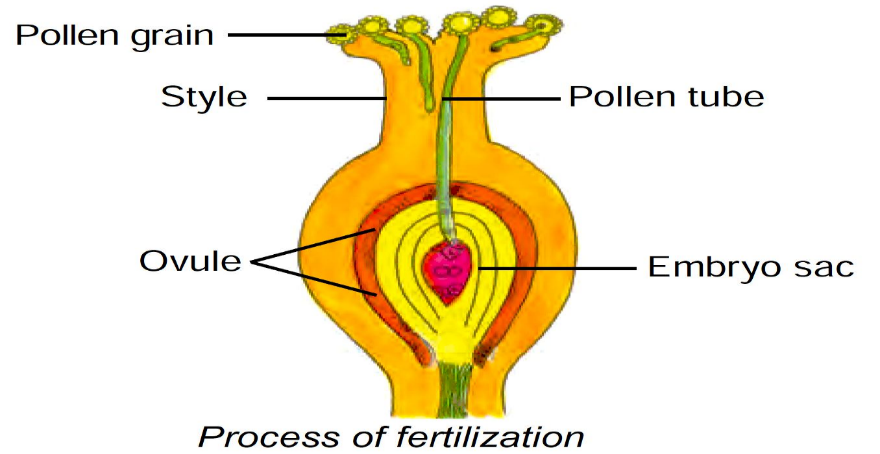 Pollen grain
Style
Pollen tube
Ovule
Embryo sac
Process of fertilization